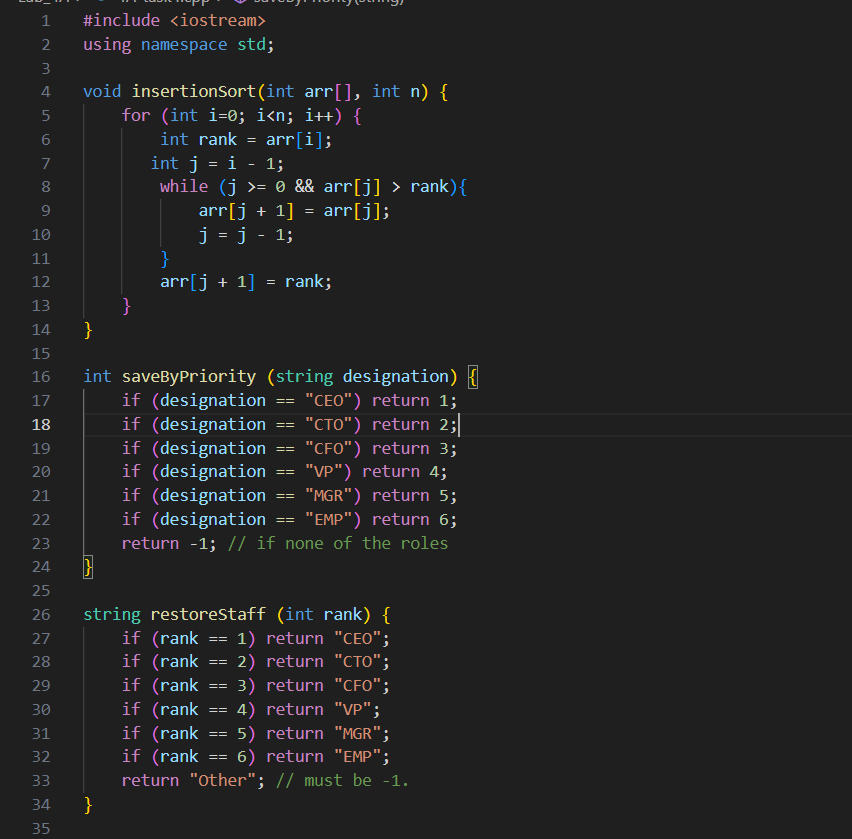 saveByPriority(string)
1 #include <iostream>
2 using namespace std;
3
4 void insertionSort(int arr[], int n) {
5     for (int i=0; i<n; i++) {
6         int rank = arr[i];
7        int j = i - 1;
8         while (j >= 0 && arr[j] > rank){
9             arr[j + 1] = arr[j];
10             j = j - 1;
11         }
12         arr[j + 1] = rank;
13     }
14 }
15
16 int saveByPriority (string designation) {
17     if (designation == "CEO") return 1;
18     if (designation == "CTO") return 2;
19     if (designation == "CFO") return 3;
20     if (designation == "VP") return 4;
21     if (designation == "MGR") return 5;
22     if (designation == "EMP") return 6;
23     return -1; // if none of the roles
24 }
25
26 string restoreStaff (int rank) {
27     if (rank == 1) return "CEO";
28     if (rank == 2) return "CTO";
29     if (rank == 3) return "CFO";
30     if (rank == 4) return "VP";
31     if (rank == 5) return "MGR";
32     if (rank == 6) return "EMP";
33     return "Other"; // must be -1.
34 }
35